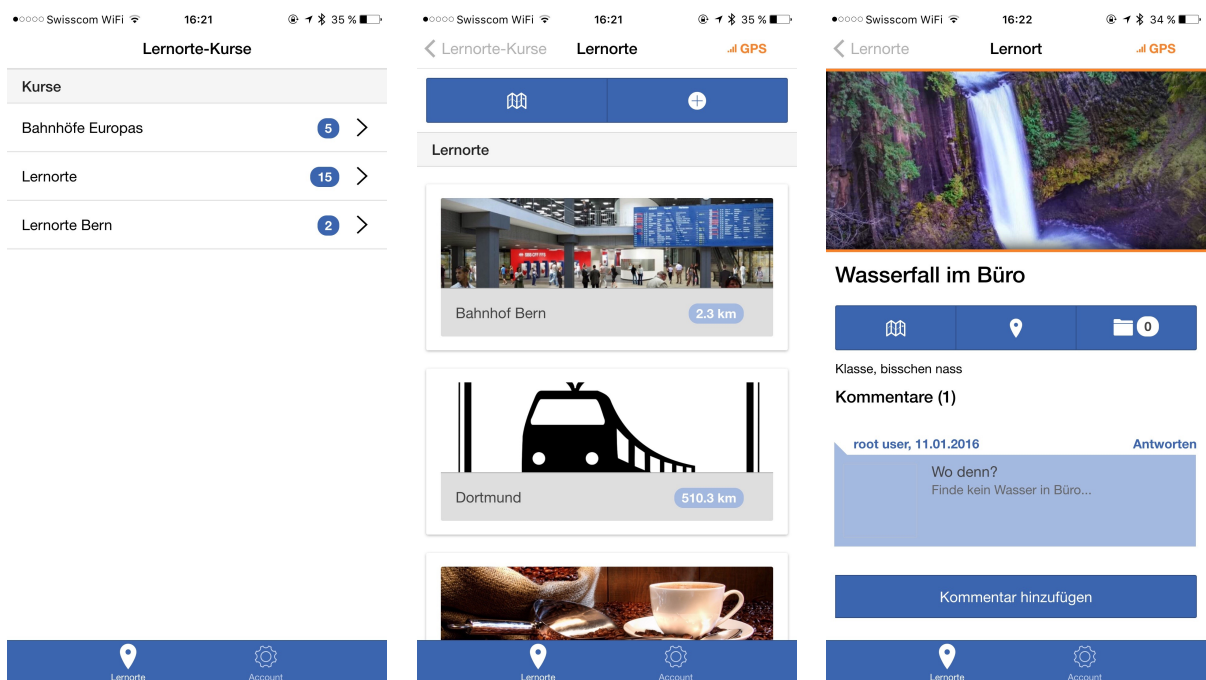 Swisscom WiFi 16:21 35 %
Lernorte-Kurse
Kurse
Bahnhöfe Europas 5
Lernorte 15
Lernorte Bern 2
Lernorte Account
Swisscom WiFi 16:21 35 %
Lernorte-Kurse Lernorte GPS
Lernorte
Bahnhof Bern 2.3 km
Dortmund 510.3 km
Lernorte Account
Swisscom WiFi 16:22 34 %
Lernorte Lernort GPS
Wasserfall im Büro
0
Klasse, bisschen nass
Kommentare (1)
root user, 11.01.2016 Antworten
Wo denn?
Finde kein Wasser in Büro...
Kommentar hinzufügen
Lernorte Account